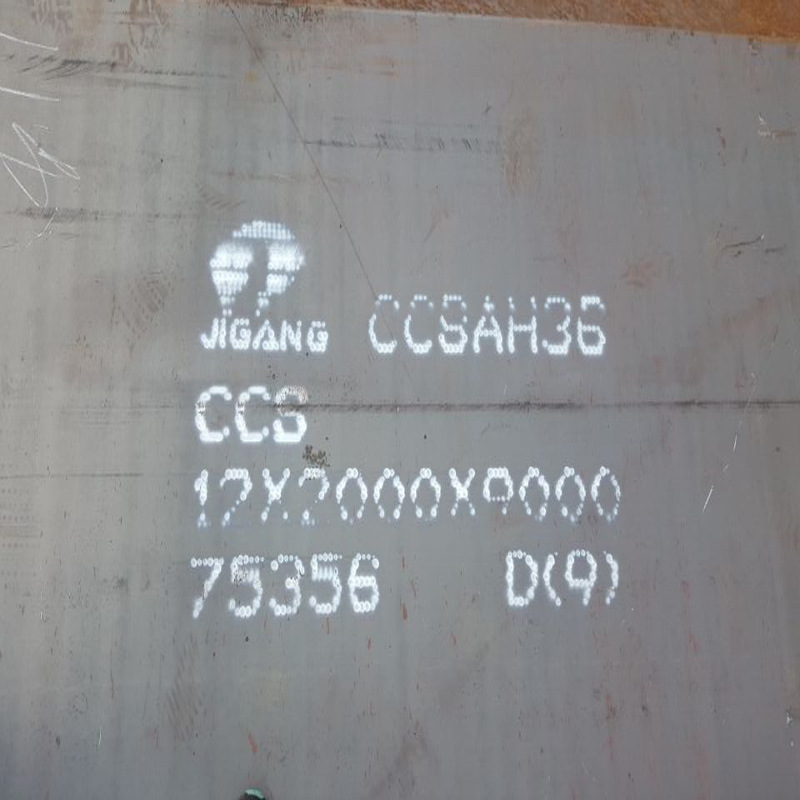 JIGANG CCSAH36
CCS
12X2000X9000
75356 D(9)